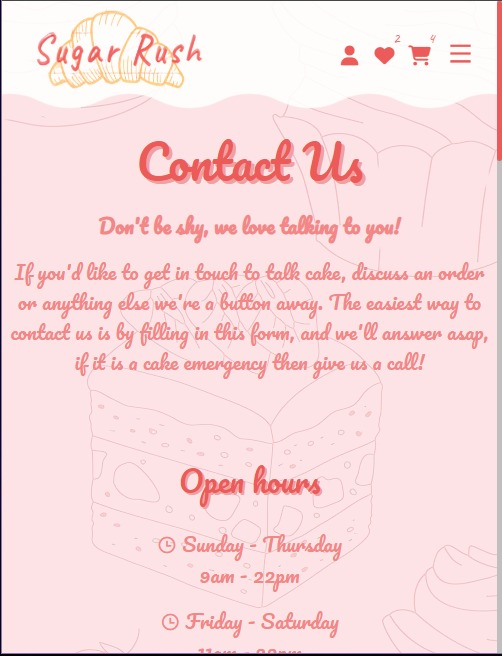 Sugar Rush
2
4
Contact Us
Don't be shy, we love talking to you!
If you'd like to get in touch to talk cake, discuss an order
or anything else we're a button away. The easiest way to
contact us is by filling in this form, and we'll answer asap,
if it is a cake emergency then give us a call!
Open hours
Sunday - Thursday
9am - 22pm
Friday - Saturday